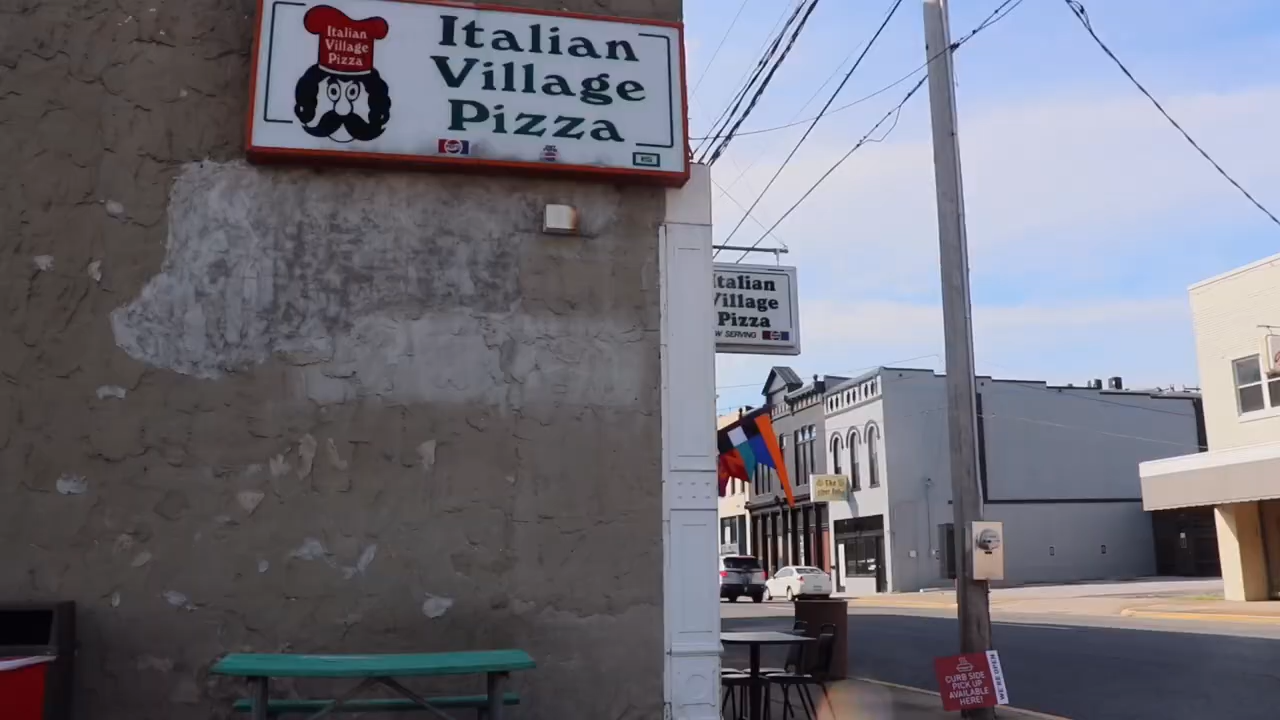 Italian
Village
Pizza
Italian
Village
Pizza
Italian
Village
Pizza
SERVING
The
CURB SIDE
PICK UP
AVAILABLE
HERE!
WE'RE OPEN